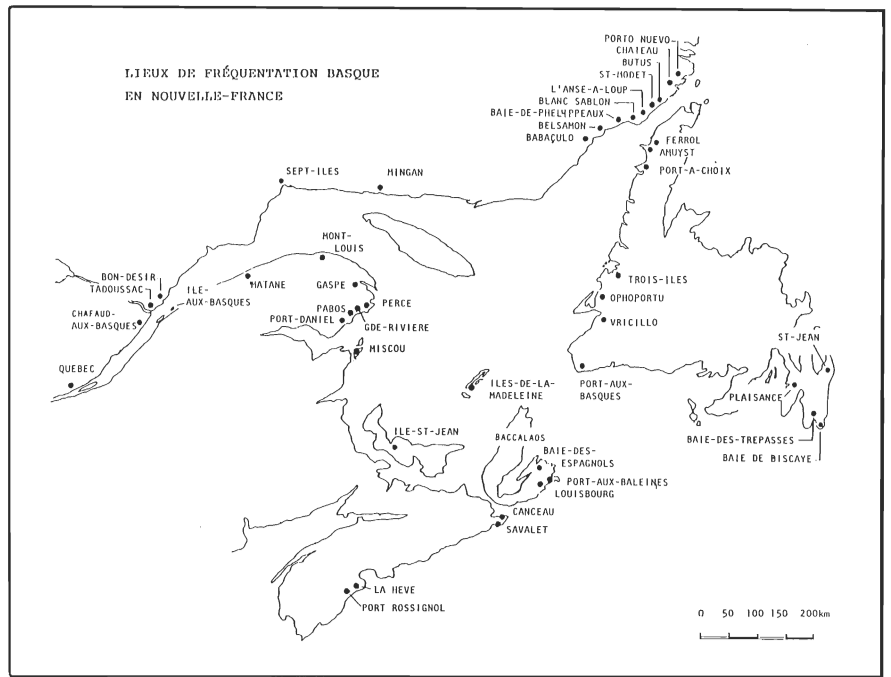 LIEUX DE FRÉQUENTATION BASQUE
EN NOUVELLE-FRANCE
PORTO NUEVO
CHATEAU
BUTUS
ST-MODET
L'ANSE-A-LOUP
BLANC SABLON
BAIE-DE-PHELYPPEAUX
BELSAMON
BABAÇULO
FERROL
AMUYST
PORT-A-CHOIX
SEPT-ILES
MINGAN
MONT-
LOUIS
BON-DESIR
TADOUSSAC
ILE-
AUX-BASQUES
MATANE
GASPE
CHAFAUD-
AUX-BASQUES
PABOS
PERCE
PORT-DANIEL
GDE-RIVIERE
MISCOU
QUEBEC
TROIS-ILES
OPHOPORTU
VRICILLO
ST-JEAN
PORT-AUX-
BASQUES
PLAISANCE
ILES-DE-LA-
MADELEINE
BAIE-DES-TREPASSES
BAIE DE BISCAYE
ILE-ST-JEAN
BACCALAOS
BAIE-DES-
ESPAGNOLS
PORT-AUX-BALEINES
LOUISBOURG
CANCEAU
SAVALET
LA HEVE
PORT ROSSIGNOL
0 50 100 150 200km